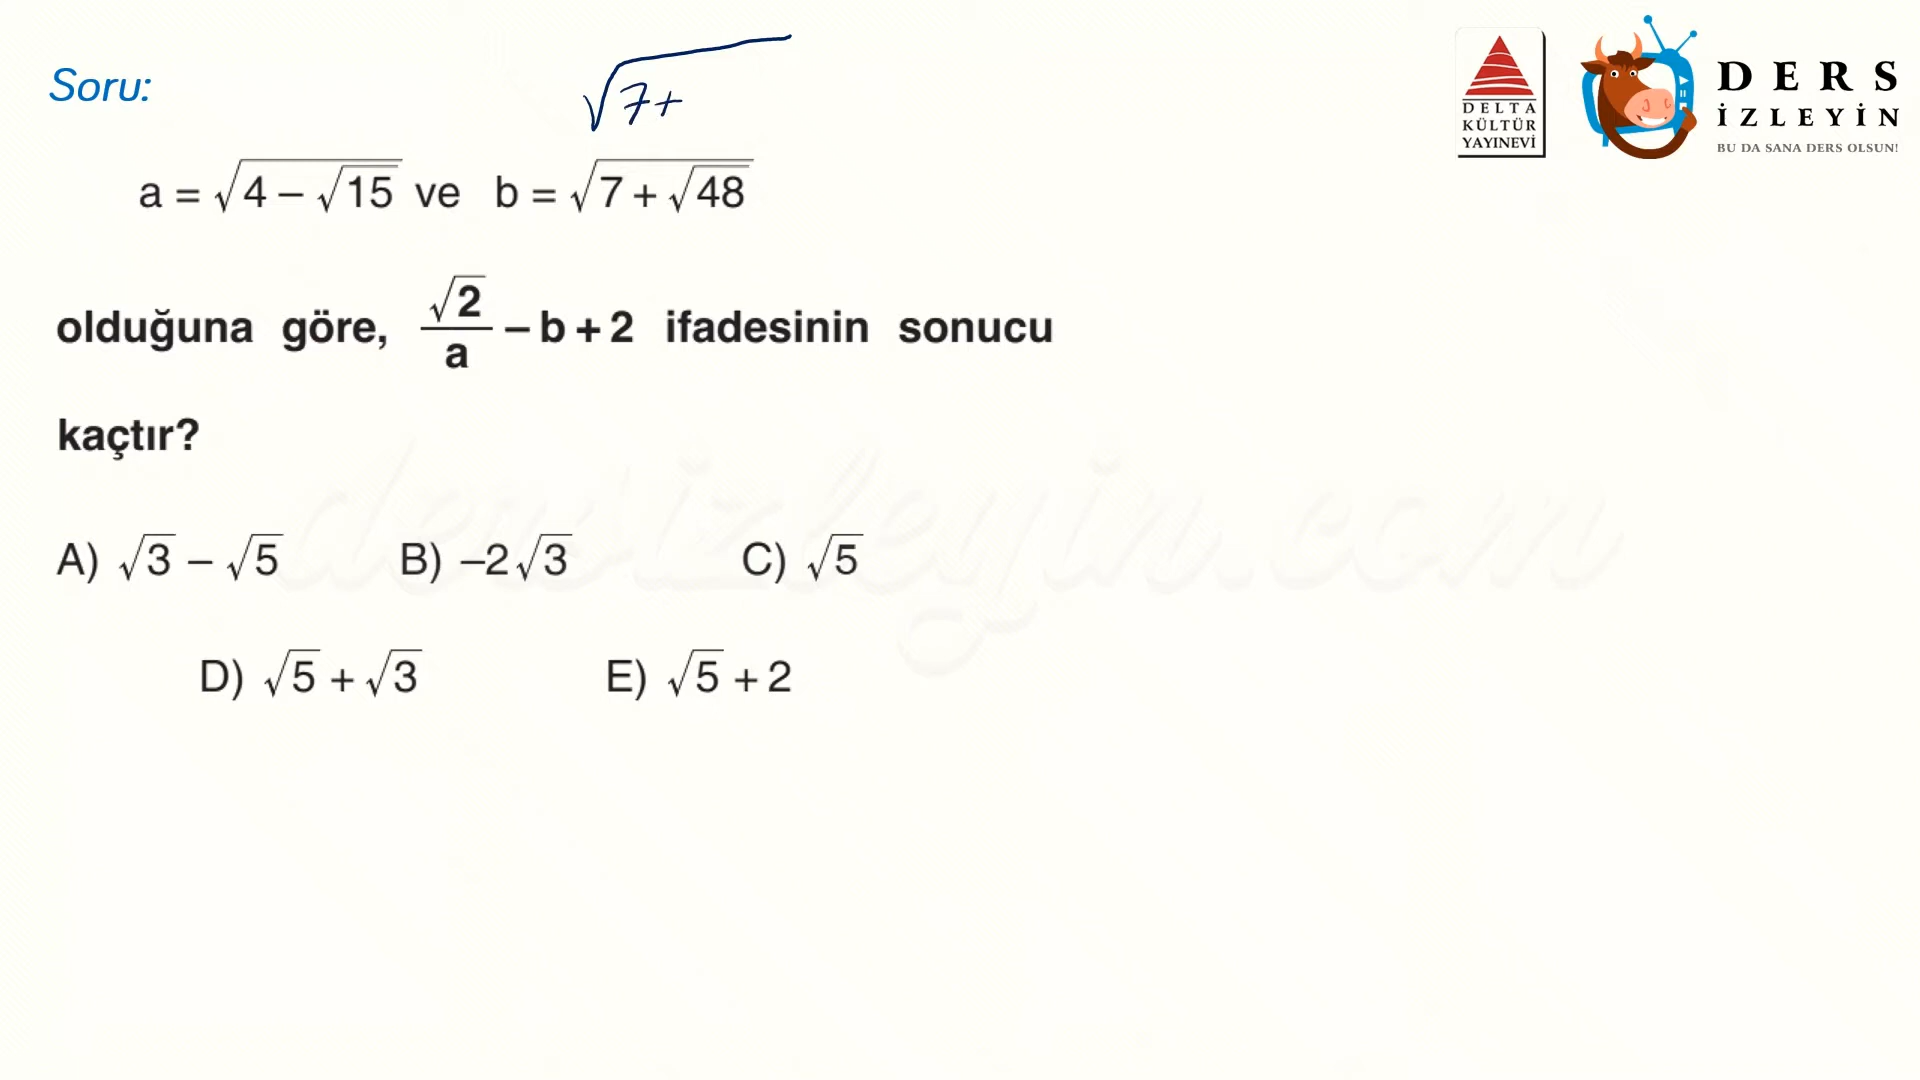 Soru:
√7+
a = √(4 – √15) ve b = √(7 + √48)
olduğuna göre, √2/a – b + 2 ifadesinin sonucu
kaçtır?
A) √3 – √5 B) –2√3 C) √5
D) √5 + √3 E) √5 + 2
DELTA
KÜLTÜR
YAYINEVİ
DERS
İZLEYİN
BU DA SANA DERS OLSUN!
dersizleyin.com